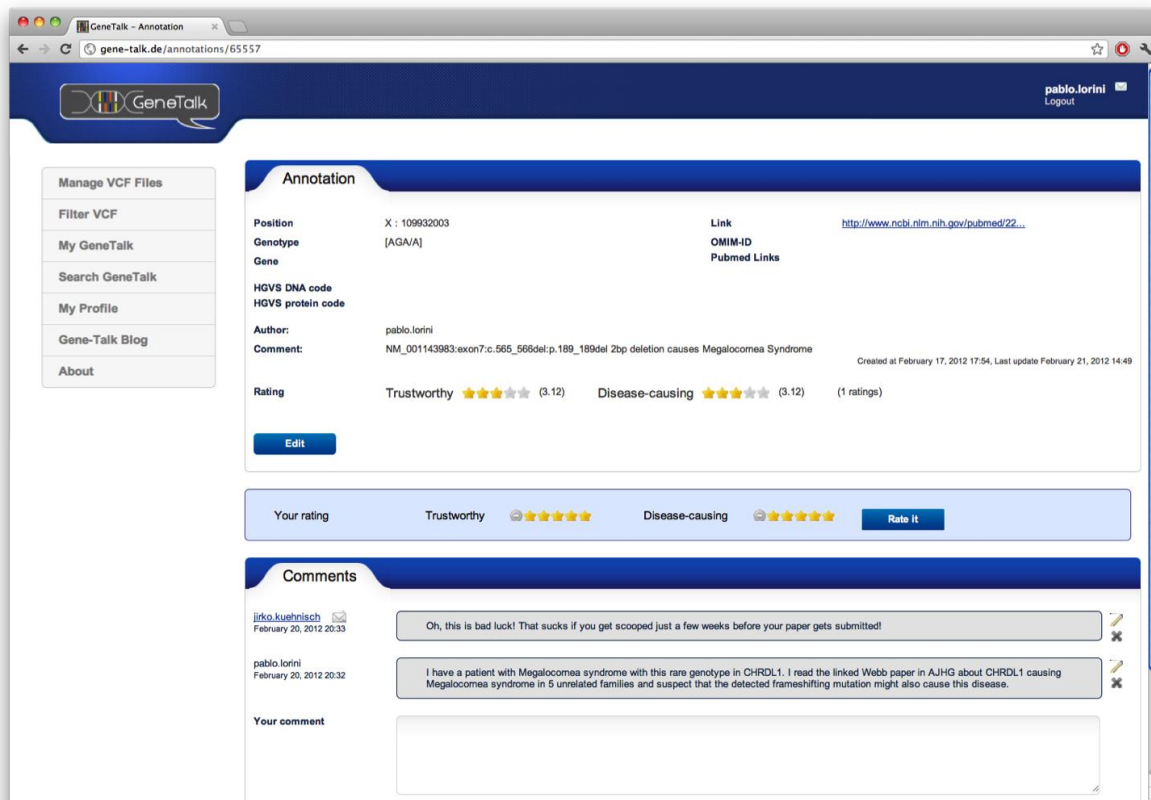 GeneTalk - Annotation
gene-talk.de/annotations/65557
GeneTalk
pablo.lorini
Logout
Manage VCF Files
Filter VCF
My GeneTalk
Search GeneTalk
My Profile
Gene-Talk Blog
About
Annotation
Position X : 109932003 Link http://www.ncbi.nlm.nih.gov/pubmed/22...
Genotype [AGA/A] OMIM-ID
Gene Pubmed Links
HGVS DNA code
HGVS protein code
Author: pablo.lorini
Comment: NM_001143983:exon7:c.565_566del:p.189_189del 2bp deletion causes Megalocornea Syndrome
Created at February 17, 2012 17:54, Last update February 21, 2012 14:49
Rating Trustworthy (3.12) Disease-causing (3.12) (1 ratings)
Edit
Your rating Trustworthy Disease-causing Rate it
Comments
jirko.kuehnisch
February 20, 2012 20:33
Oh, this is bad luck! That sucks if you get scooped just a few weeks before your paper gets submitted!
pablo.lorini
February 20, 2012 20:32
I have a patient with Megalocornea syndrome with this rare genotype in CHRDL1. I read the linked Webb paper in AJHG about CHRDL1 causing
Megalocornea syndrome in 5 unrelated families and suspect that the detected frameshifting mutation might also cause this disease.
Your comment